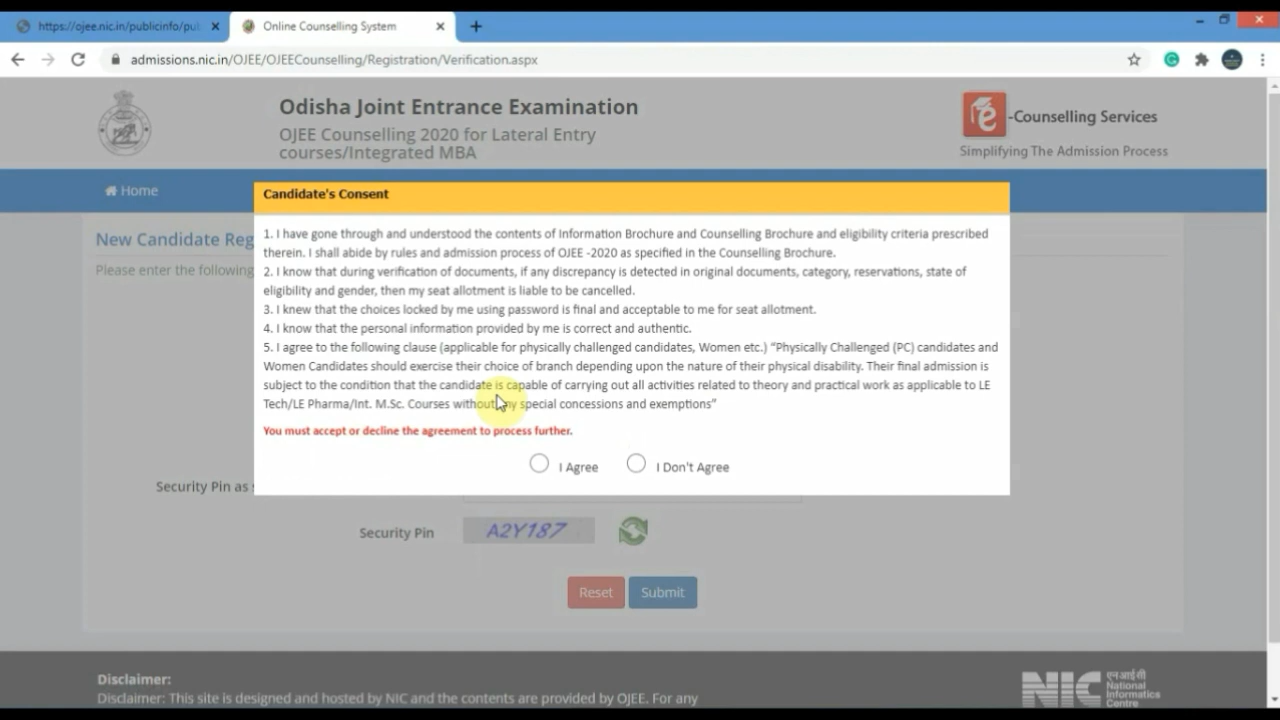 https://ojee.nic.in/publicinfo/pu
Online Counselling System
admissions.nic.in/OJEE/OJEECounselling/Registration/Verification.aspx
Odisha Joint Entrance Examination
OJEE Counselling 2020 for Lateral Entry
courses/Integrated MBA
e
-Counselling Services
Simplifying The Admission Process
Home
Candidate's Consent
New Candidate Reg
Please enter the following
1. I have gone through and understood the contents of Information Brochure and Counselling Brochure and eligibility criteria prescribed
therein. I shall abide by rules and admission process of OJEE -2020 as specified in the Counselling Brochure.
2. I know that during verification of documents, if any discrepancy is detected in original documents, category, reservations, state of
eligibility and gender, then my seat allotment is liable to be cancelled.
3. I knew that the choices locked by me using password is final and acceptable to me for seat allotment.
4. I know that the personal information provided by me is correct and authentic.
5. I agree to the following clause (applicable for physically challenged candidates, Women etc.) “Physically Challenged (PC) candidates and
Women Candidates should exercise their choice of branch depending upon the nature of their physical disability. Their final admission is
subject to the condition that the candidate is capable of carrying out all activities related to theory and practical work as applicable to LE
Tech/LE Pharma/Int. M.Sc. Courses without any special concessions and exemptions”
You must accept or decline the agreement to process further.
I Agree
I Don't Agree
Security Pin as
Security Pin
A2Y187
Reset
Submit
Disclaimer:
Disclaimer: This site is designed and hosted by NIC and the contents are provided by OJEE. For any
NIC
एन आई सी
National
Informatics
Centre